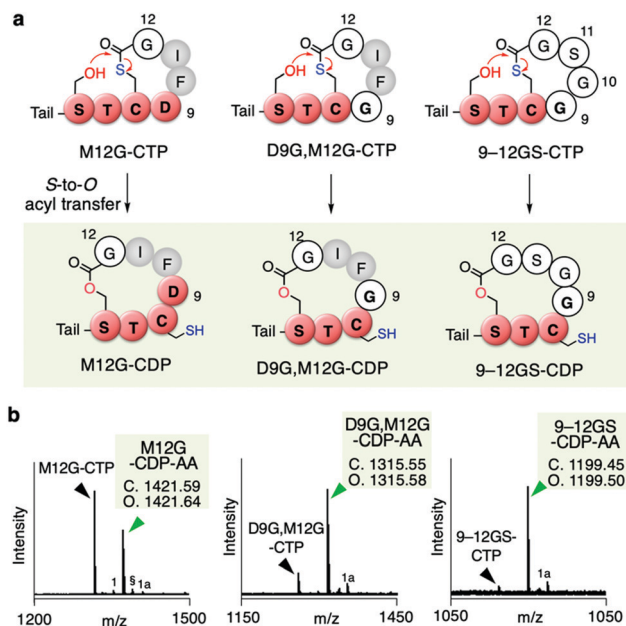 a
12
G
I
F
9
O
OH
S
Tail
S T C D
M12G-CTP
12
G
I
F
9
O
OH
S
Tail
S T C G
D9G,M12G-CTP
12
G
11
S
G
10
G
9
O
OH
S
Tail
S T C
9–12GS-CTP
S-to-O
acyl transfer
12
G
I
F
D
9
O
O
Tail
S T C
SH
M12G-CDP
12
G
I
F
G
9
O
O
Tail
S T C
SH
D9G,M12G-CDP
12
G
S
G
G
9
O
O
Tail
S T C
SH
9–12GS-CDP
b
M12G-CTP
M12G
-CDP-AA
C. 1421.59
O. 1421.64
1
§
1a
Intensity
1200 m/z 1500
D9G,M12G
-CTP
D9G,M12G
-CDP-AA
C. 1315.55
O. 1315.58
1a
Intensity
1150 m/z 1450
9–12GS-
CTP
9–12GS
-CDP-AA
C. 1199.45
O. 1199.50
1a
Intensity
1050 m/z 1050